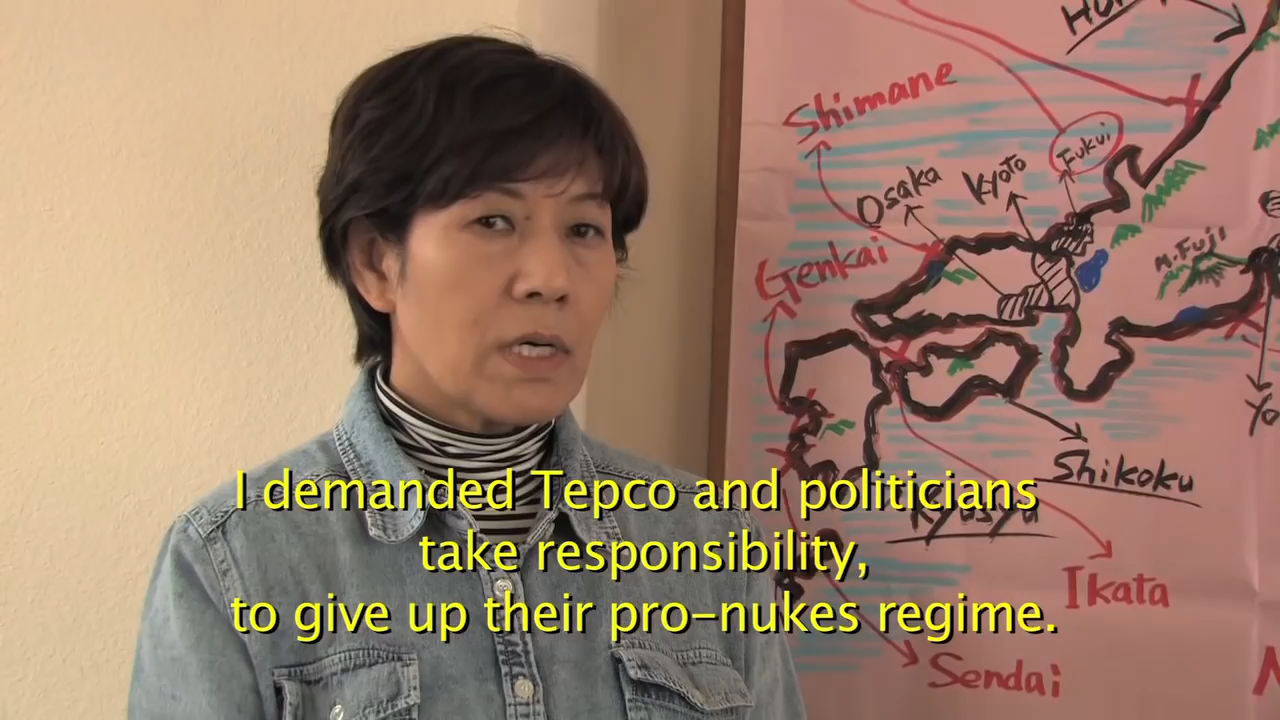 Shimane
Osaka
Kyoto
Fukui
Genkai
M. Fuji
Shikoku
Ikata
Sendai
I demanded Tepco and politicians
take responsibility,
to give up their pro-nukes regime.